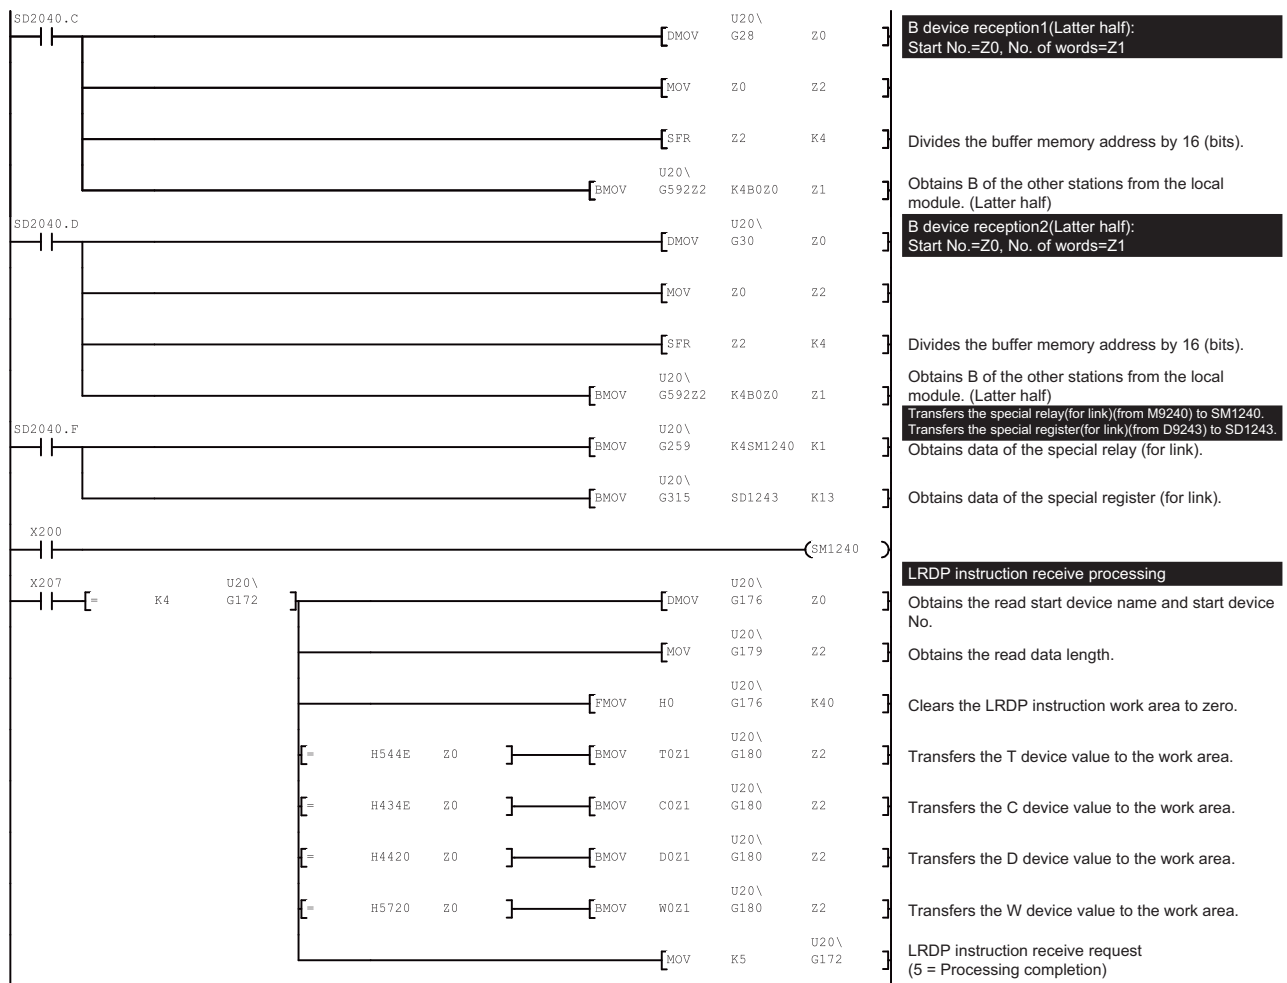 SD2040.C
U20\
DMOV G28 Z0
B device reception1(Latter half):
Start No.=Z0, No. of words=Z1
MOV Z0 Z2
SFR Z2 K4
Divides the buffer memory address by 16 (bits).
U20\
BMOV G592Z2 K4B0Z0 Z1
Obtains B of the other stations from the local
module. (Latter half)
SD2040.D
U20\
DMOV G30 Z0
B device reception2(Latter half):
Start No.=Z0, No. of words=Z1
MOV Z0 Z2
SFR Z2 K4
Divides the buffer memory address by 16 (bits).
U20\
BMOV G592Z2 K4B0Z0 Z1
Obtains B of the other stations from the local
module. (Latter half)
Transfers the special relay(for link)(from M9240) to SM1240.
Transfers the special register(for link)(from D9243) to SD1243.
SD2040.F
U20\
BMOV G259 K4SM1240 K1
Obtains data of the special relay (for link).
U20\
BMOV G315 SD1243 K13
Obtains data of the special register (for link).
X200
SM1240
LRDP instruction receive processing
X207 U20\ U20\
= K4 G172 DMOV G176 Z0
Obtains the read start device name and start device
No.
U20\
MOV G179 Z2
Obtains the read data length.
U20\
FMOV H0 G176 K40
Clears the LRDP instruction work area to zero.
U20\
= H544E Z0 BMOV T0Z1 G180 Z2
Transfers the T device value to the work area.
U20\
= H434E Z0 BMOV C0Z1 G180 Z2
Transfers the C device value to the work area.
U20\
= H4420 Z0 BMOV D0Z1 G180 Z2
Transfers the D device value to the work area.
U20\
= H5720 Z0 BMOV W0Z1 G180 Z2
Transfers the W device value to the work area.
U20\
MOV K5 G172
LRDP instruction receive request
(5 = Processing completion)